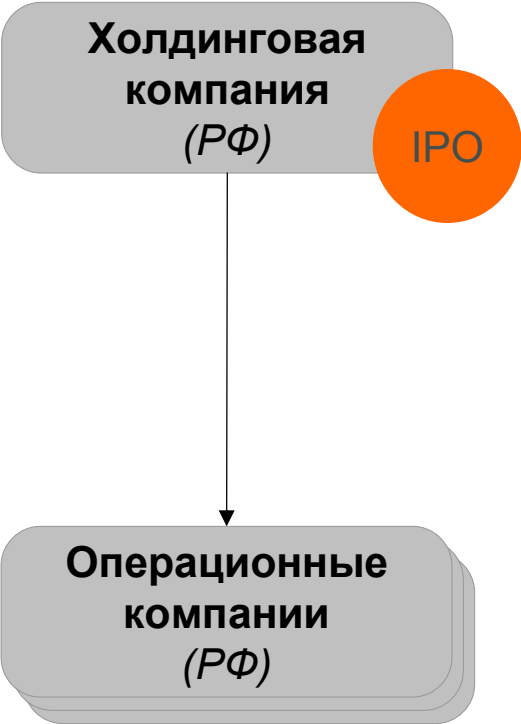 Холдинговая
компания
(РФ)
IPO
Операционные
компании
(РФ)